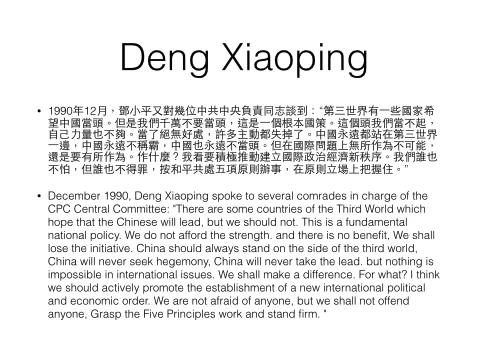 Deng Xiaoping
• 1990年12月，鄧小平又對幾位中共中央負責同志談到：“第三世界有一些國家希
望中國當頭。但是我們千萬不要當頭，這是一個根本國策。這個頭我們當不起，
自己力量也不夠。當了絕無好處，許多主動都失掉了。中國永遠都站在第三世界
一邊，中國永遠不稱霸，中國也永遠不當頭。但在國際問題上無所作為不可能，
還是要有所作為。作什麼？我看要積極推動建立國際政治經濟新秩序。我們誰也
不怕，但誰也不得罪，按和平共處五項原則辦事，在原則立場上把握住。”
• December 1990, Deng Xiaoping spoke to several comrades in charge of the
CPC Central Committee: "There are some countries of the Third World which
hope that the Chinese will lead, but we should not. This is a fundamental
national policy. We do not afford the strength. and there is no benefit, We shall
lose the initiative. China should always stand on the side of the third world,
China will never seek hegemony, China will never take the lead. but nothing is
impossible in international issues. We shall make a difference. For what? I think
we should actively promote the establishment of a new international political
and economic order. We are not afraid of anyone, but we shall not offend
anyone, Grasp the Five Principles work and stand firm. "